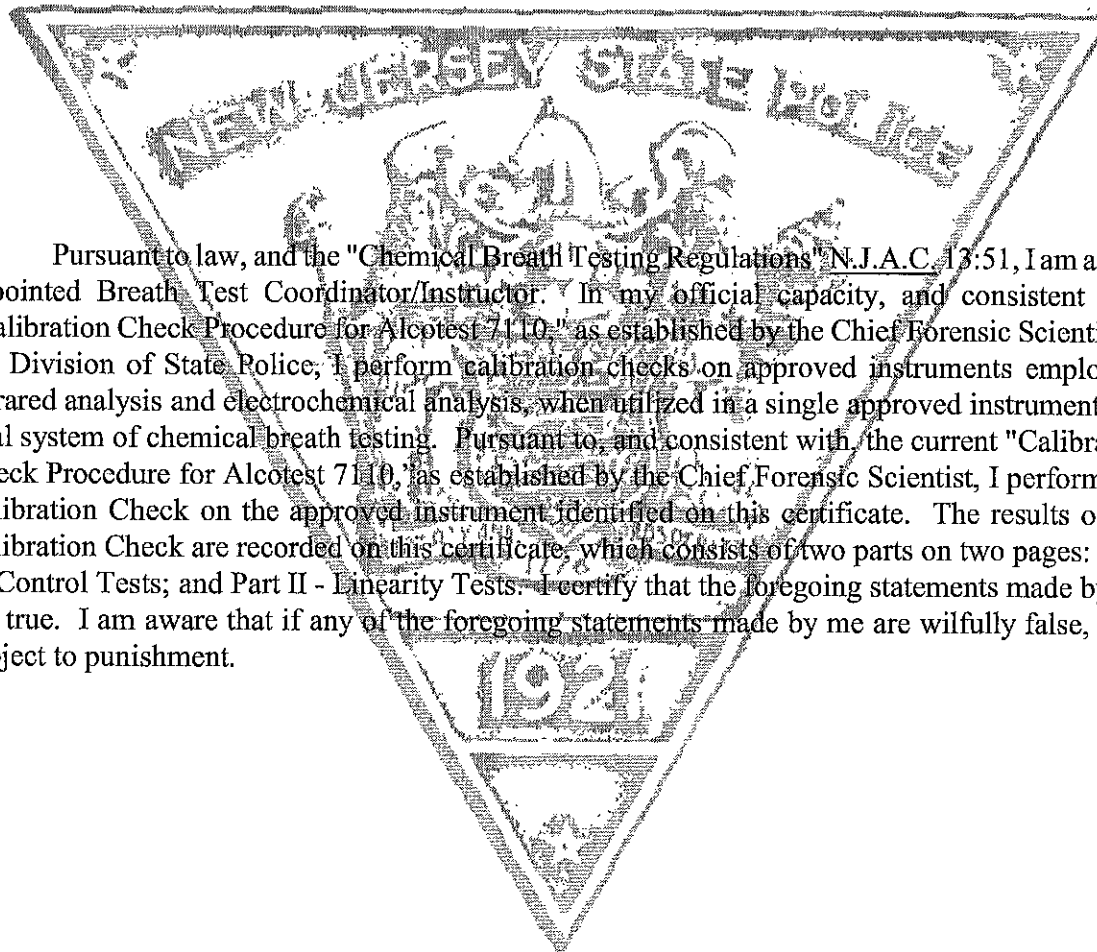 NEW JERSEY STATE POLICE
Pursuant to law, and the "Chemical Breath Testing Regulations" N.J.A.C. 13:51, I am a
pointed Breath Test Coordinator/Instructor. In my official capacity, and consistent
alibration Check Procedure for Alcotest 7110," as established by the Chief Forensic Scienti
Division of State Police, I perform calibration checks on approved instruments emplo
rared analysis and electrochemical analysis, when utilized in a single approved instrument
al system of chemical breath testing. Pursuant to, and consistent with, the current "Calibra
eck Procedure for Alcotest 7110," as established by the Chief Forensic Scientist, I perform
libration Check on the approved instrument identified on this certificate. The results o
libration Check are recorded on this certificate, which consists of two parts on two pages:
Control Tests; and Part II - Linearity Tests. I certify that the foregoing statements made by
true. I am aware that if any of the foregoing statements made by me are wilfully false,
ject to punishment.
1921